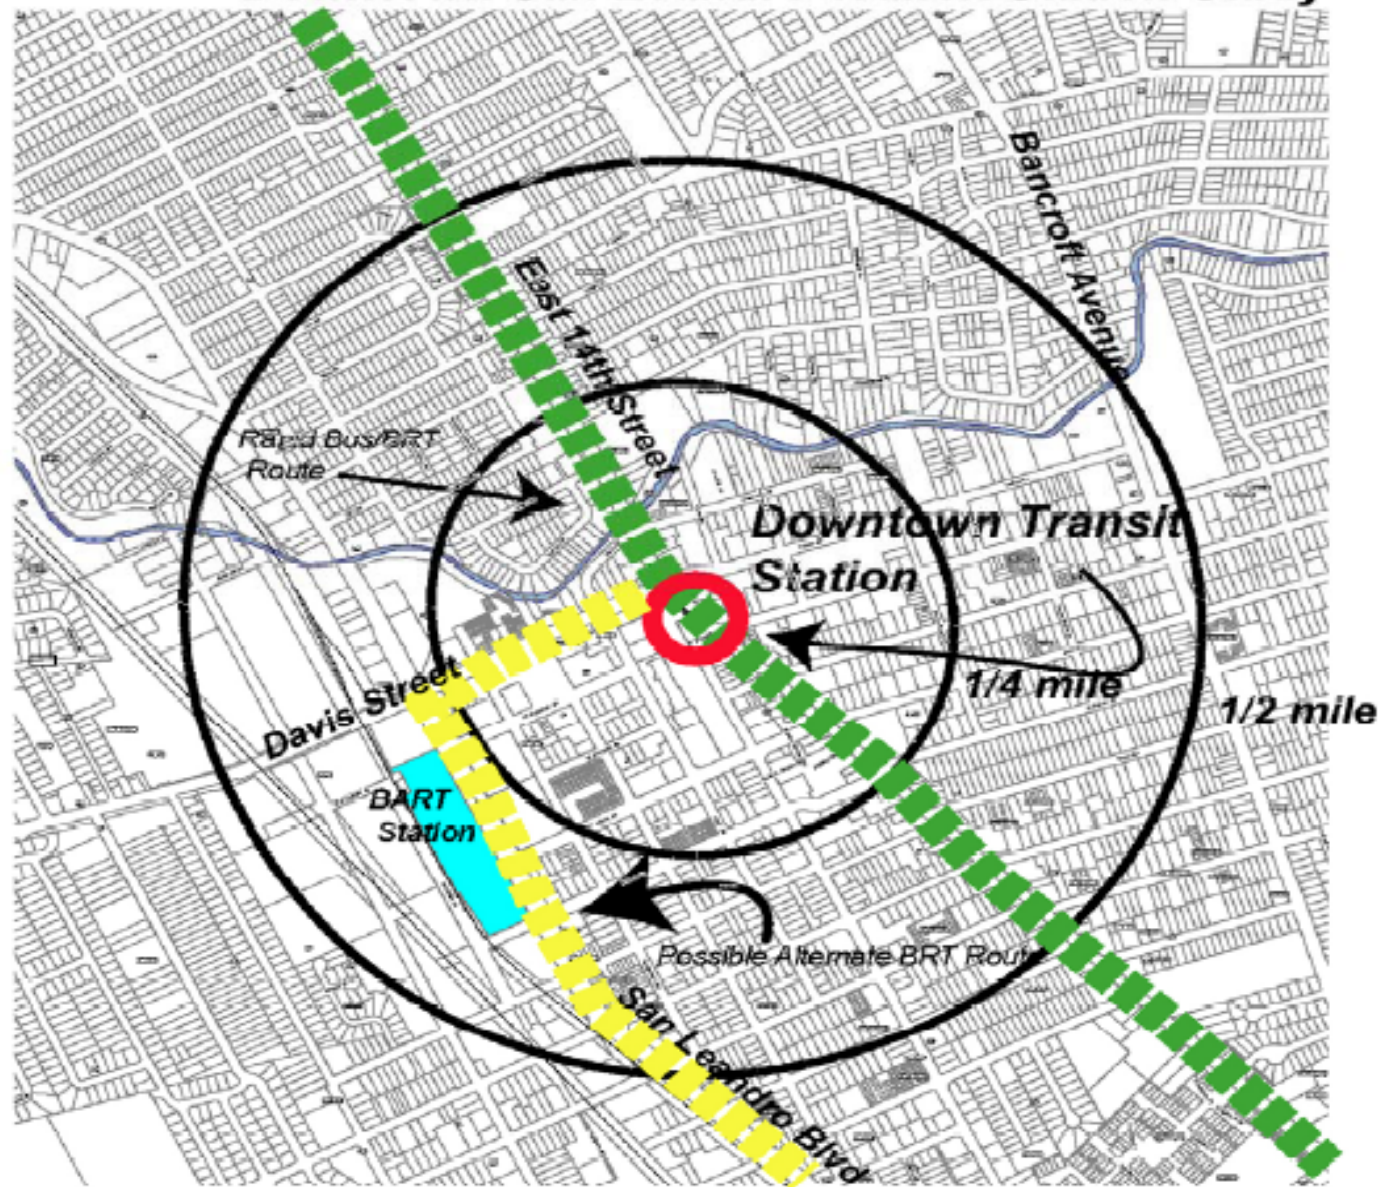 Bancroft Avenue
East 14th Street
Rapid Bus/BRT
Route
Downtown Transit
Station
1/4 mile
1/2 mile
Davis Street
BART
Station
Possible Alternate BRT Route
San Leandro Blvd